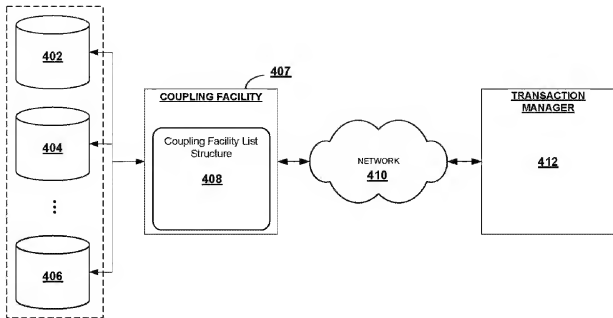 402
404
406
407
COUPLING FACILITY
Coupling Facility List
Structure
408
NETWORK
410
TRANSACTION
MANAGER
412